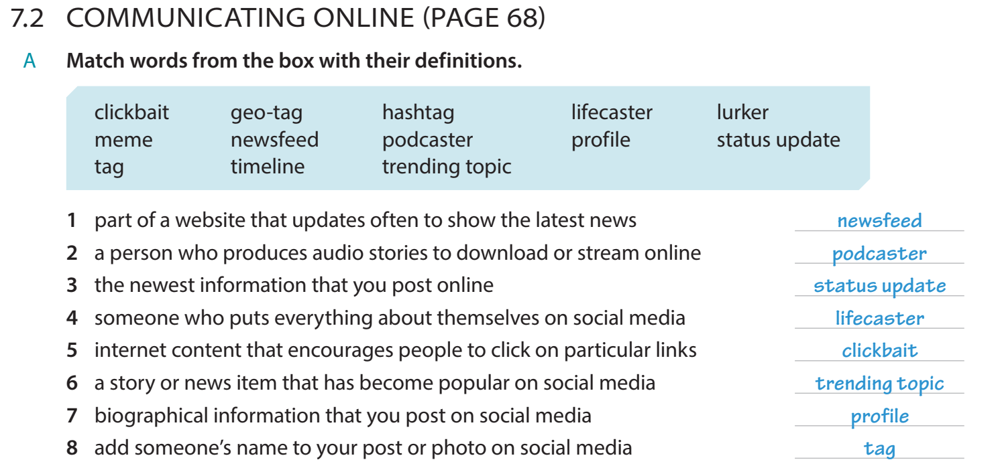 7.2 COMMUNICATING ONLINE (PAGE 68)
A Match words from the box with their definitions.
clickbait geo-tag hashtag lifecaster lurker
meme newsfeed podcaster profile status update
tag timeline trending topic
1 part of a website that updates often to show the latest news newsfeed
2 a person who produces audio stories to download or stream online podcaster
3 the newest information that you post online status update
4 someone who puts everything about themselves on social media lifecaster
5 internet content that encourages people to click on particular links clickbait
6 a story or news item that has become popular on social media trending topic
7 biographical information that you post on social media profile
8 add someone's name to your post or photo on social media tag